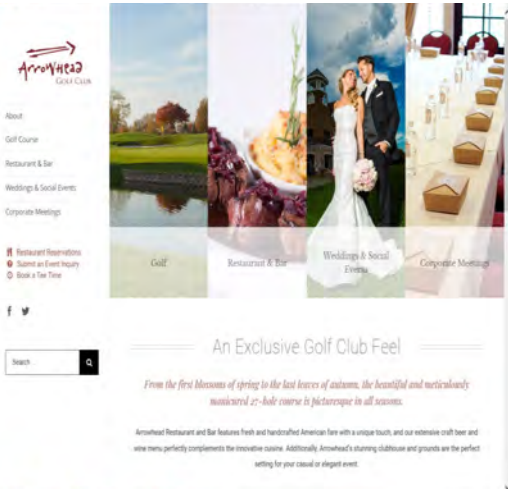 Arrowhead
GOLF CLUB
About
Golf Course
Restaurant & Bar
Weddings & Social Events
Corporate Meetings
Restaurant Reservations
Submit an Event Inquiry
Book a Tee Time
Search
Golf
Restaurant & Bar
Weddings & Social
Events
Corporate Meetings
An Exclusive Golf Club Feel
From the first blossoms of spring to the last leaves of autumn, the beautiful and meticulously
manicured 27-hole course is picturesque in all seasons.
Arrowhead Restaurant and Bar features fresh and handcrafted American fare with a unique touch, and our extensive craft beer and
wine menu perfectly complements the innovative cuisine. Additionally, Arrowhead's stunning clubhouse and grounds are the perfect
setting for your casual or elegant event.